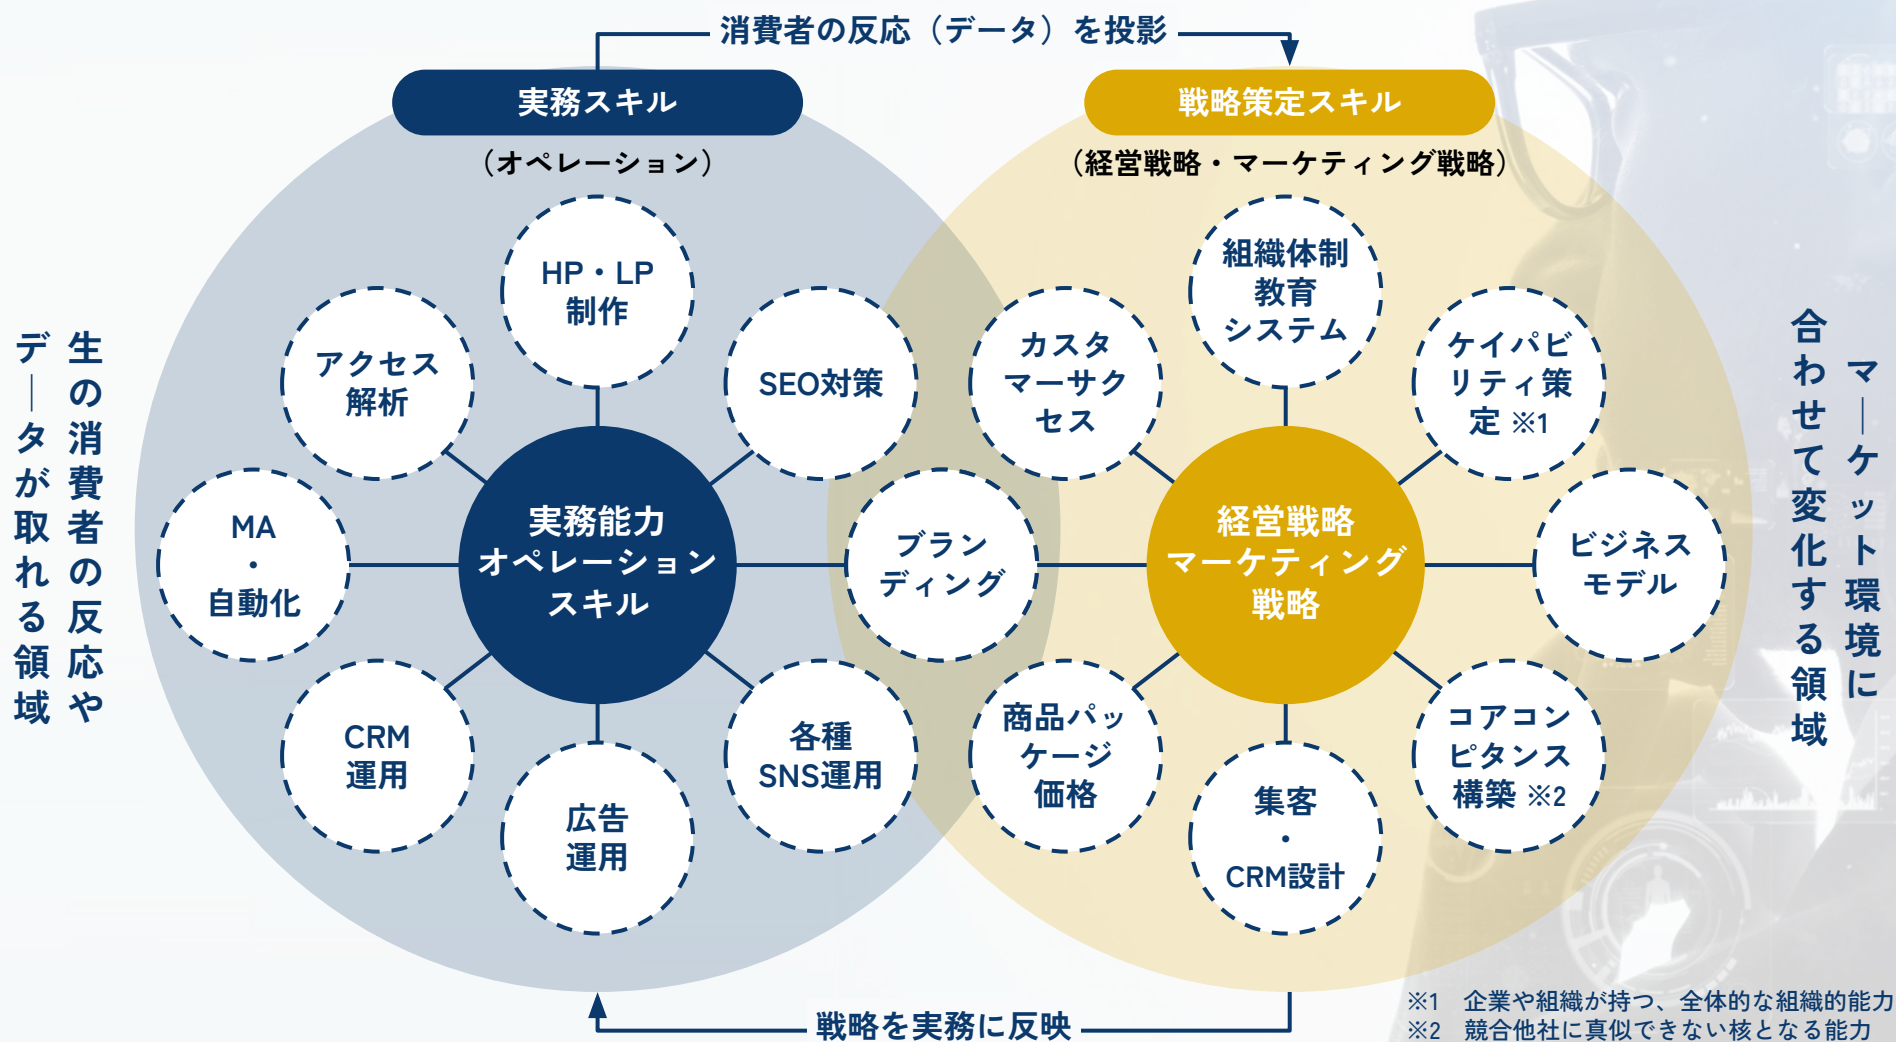 消費者の反応（データ）を投影
実務スキル
（オペレーション）
戦略策定スキル
（経営戦略・マーケティング戦略）
生の消費者の反応や
データが取れる領域
HP・LP
制作
アクセス
解析
SEO対策
MA
・
自動化
実務能力
オペレーション
スキル
ブラン
ディング
CRM
運用
広告
運用
各種
SNS運用
組織体制
教育
システム
カスタ
マーサク
セス
ケイパビ
リティ策
定 ※1
経営戦略
マーケティング
戦略
ビジネス
モデル
商品パッ
ケージ
価格
集客
・
CRM設計
コアコン
ピタンス
構築 ※2
マーケット環境に
合わせて変化する領域
戦略を実務に反映
※1 企業や組織が持つ、全体的な組織的能力
※2 競合他社に真似できない核となる能力